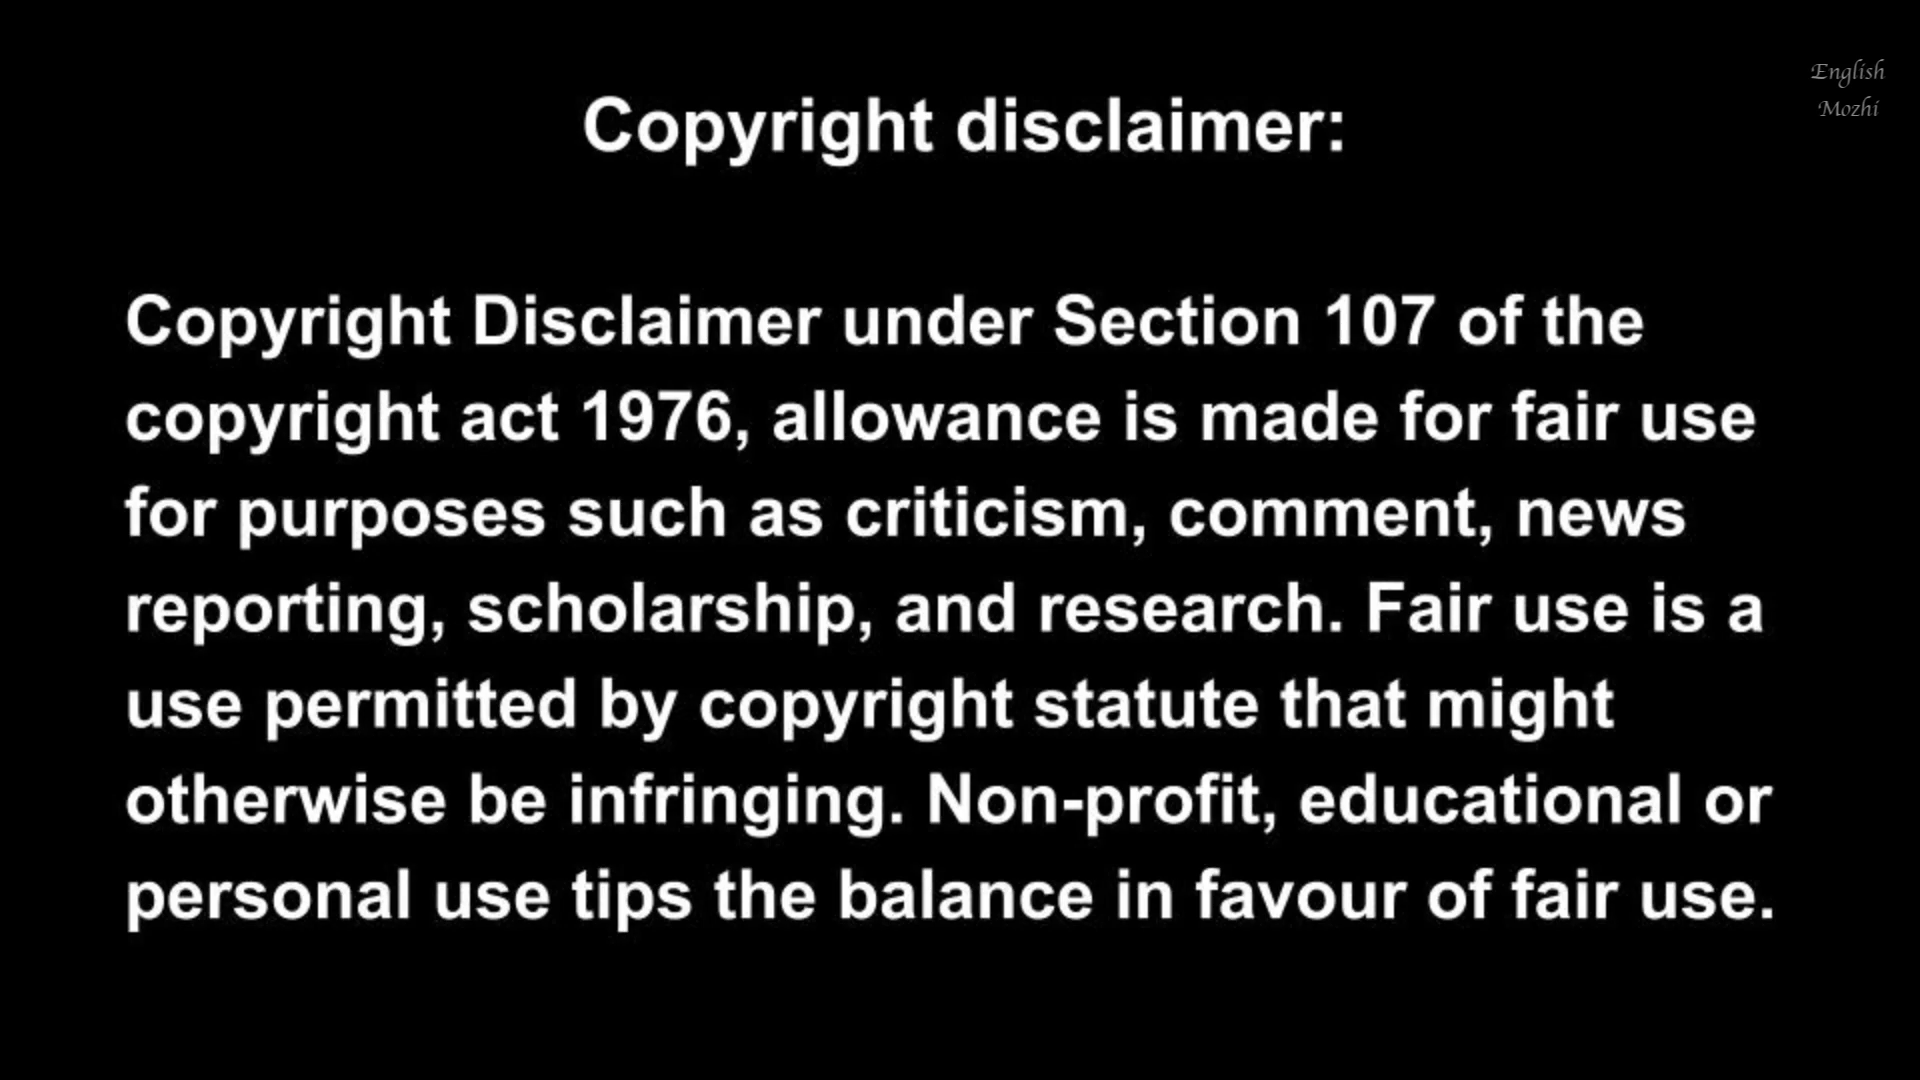 English
Mozhi
Copyright disclaimer:
Copyright Disclaimer under Section 107 of the
copyright act 1976, allowance is made for fair use
for purposes such as criticism, comment, news
reporting, scholarship, and research. Fair use is a
use permitted by copyright statute that might
otherwise be infringing. Non-profit, educational or
personal use tips the balance in favour of fair use.